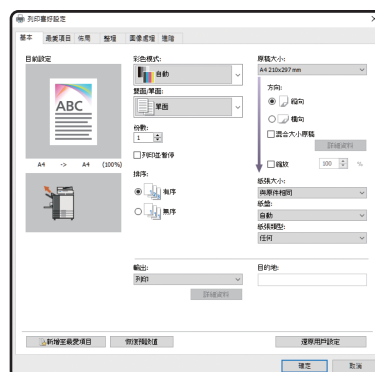 列印喜好設定
基本
最愛項目
佈局
整理
圖像處理
進階
目前設定
ABC
A4 -> A4 (100%)
彩色模式:
自動
雙面/單面:
單面
份數:
1
列印並暫停
排序:
有序
無序
原稿大小:
A4 210x297 mm
方向:
縱向
橫向
混合大小原稿
詳細資料
縮放
100 %
紙張大小:
與原件相同
紙盤:
自動
紙張類型:
任何
輸出:
列印
詳細資料
目的地:
新增至最愛項目
恢復預設值
還原用戶設定
確定
取消